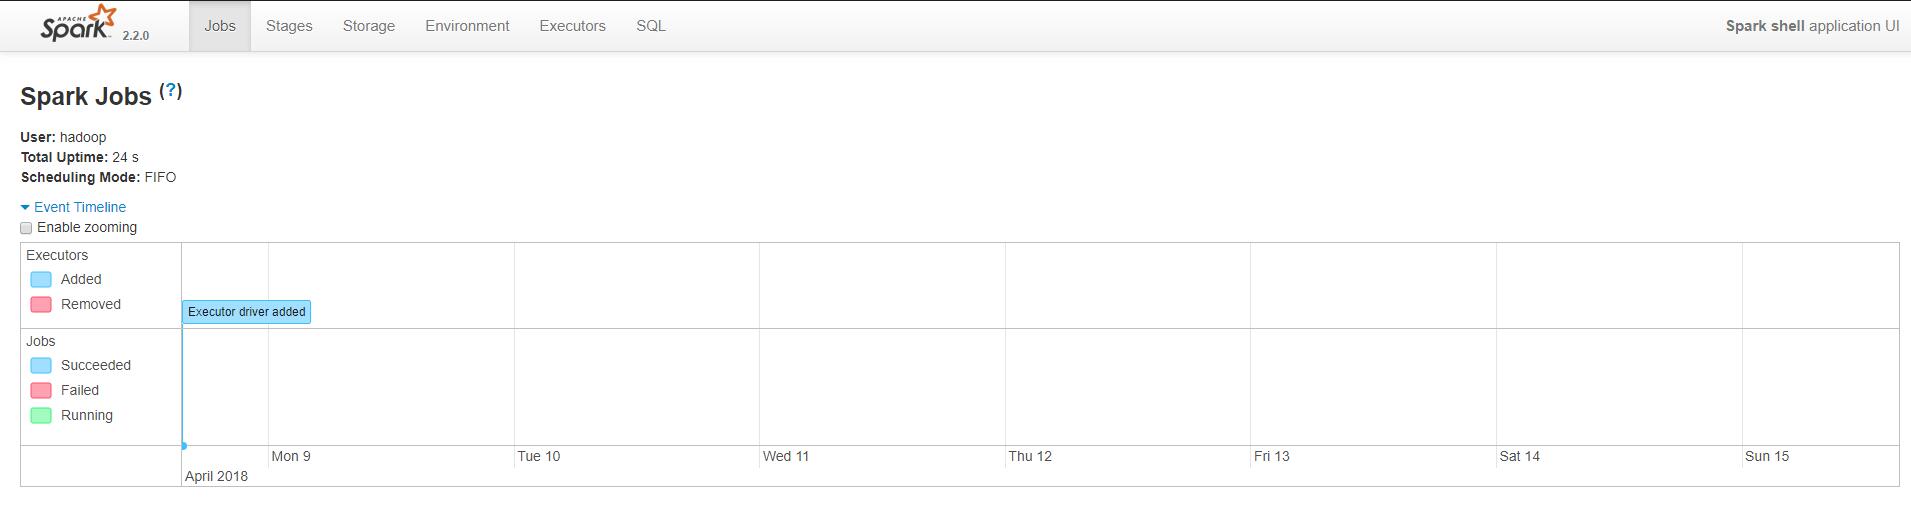 APACHE
Spark 2.2.0 Jobs Stages Storage Environment Executors SQL Spark shell application UI
Spark Jobs (?)
User: hadoop
Total Uptime: 24 s
Scheduling Mode: FIFO
Event Timeline
Enable zooming
Executors
Added
Removed
Executor driver added
Jobs
Succeeded
Failed
Running
Mon 9 Tue 10 Wed 11 Thu 12 Fri 13 Sat 14 Sun 15
April 2018